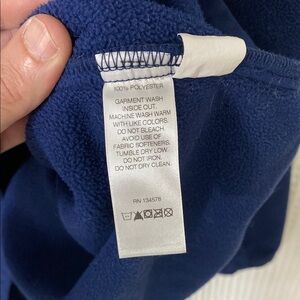 100% POLYESTER
GARMENT WASH
INSIDE OUT.
MACHINE WASH WARM
WITH LIKE COLORS.
DO NOT BLEACH
AVOID USE OF
FABRIC SOFTENERS.
TUMBLE DRY LOW.
DO NOT IRON.
DO NOT DRY CLEAN.
RN 134578